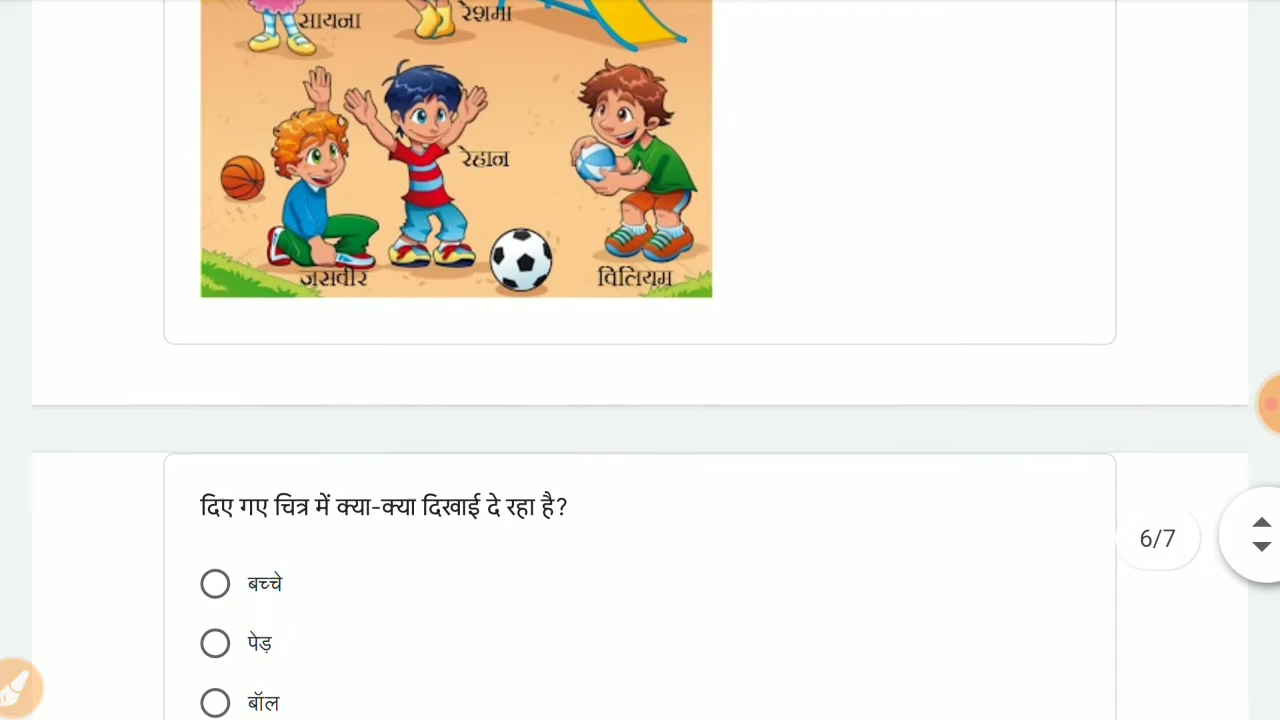 सायना
रेशमा
रेहान
जसवीर
विलियम
दिए गए चित्र में क्या-क्या दिखाई दे रहा है?
6/7
बच्चे
पेड़
बॉल